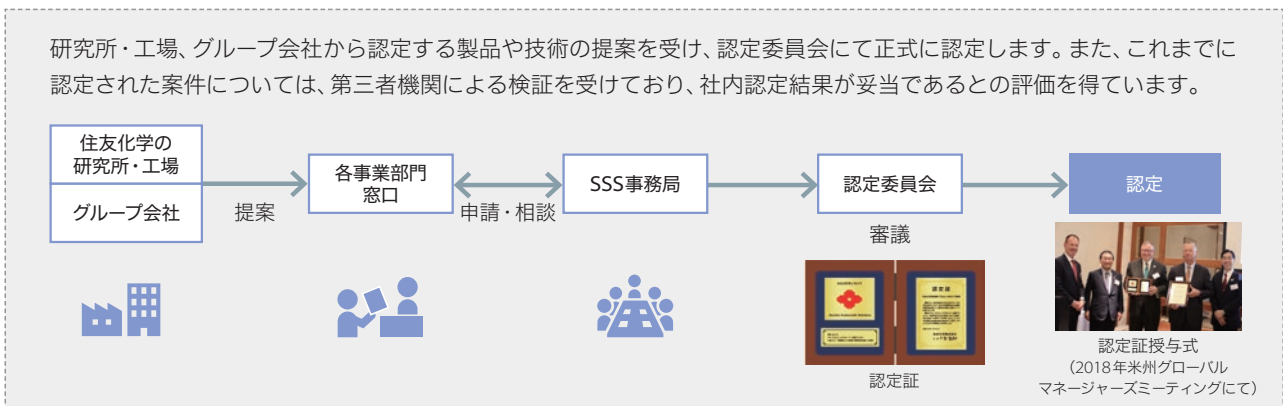 研究所・工場、グループ会社から認定する製品や技術の提案を受け、認定委員会にて正式に認定します。また、これまでに
認定された案件については、第三者機関による検証を受けており、社内認定結果が妥当であるとの評価を得ています。
住友化学の
研究所・工場
グループ会社
提案
各事業部門
窓口
申請・相談
SSS事務局
認定委員会
審議
認定
認定証
認定証
認定証授与式
(2018年米州グローバル
マネージャーズミーティングにて)